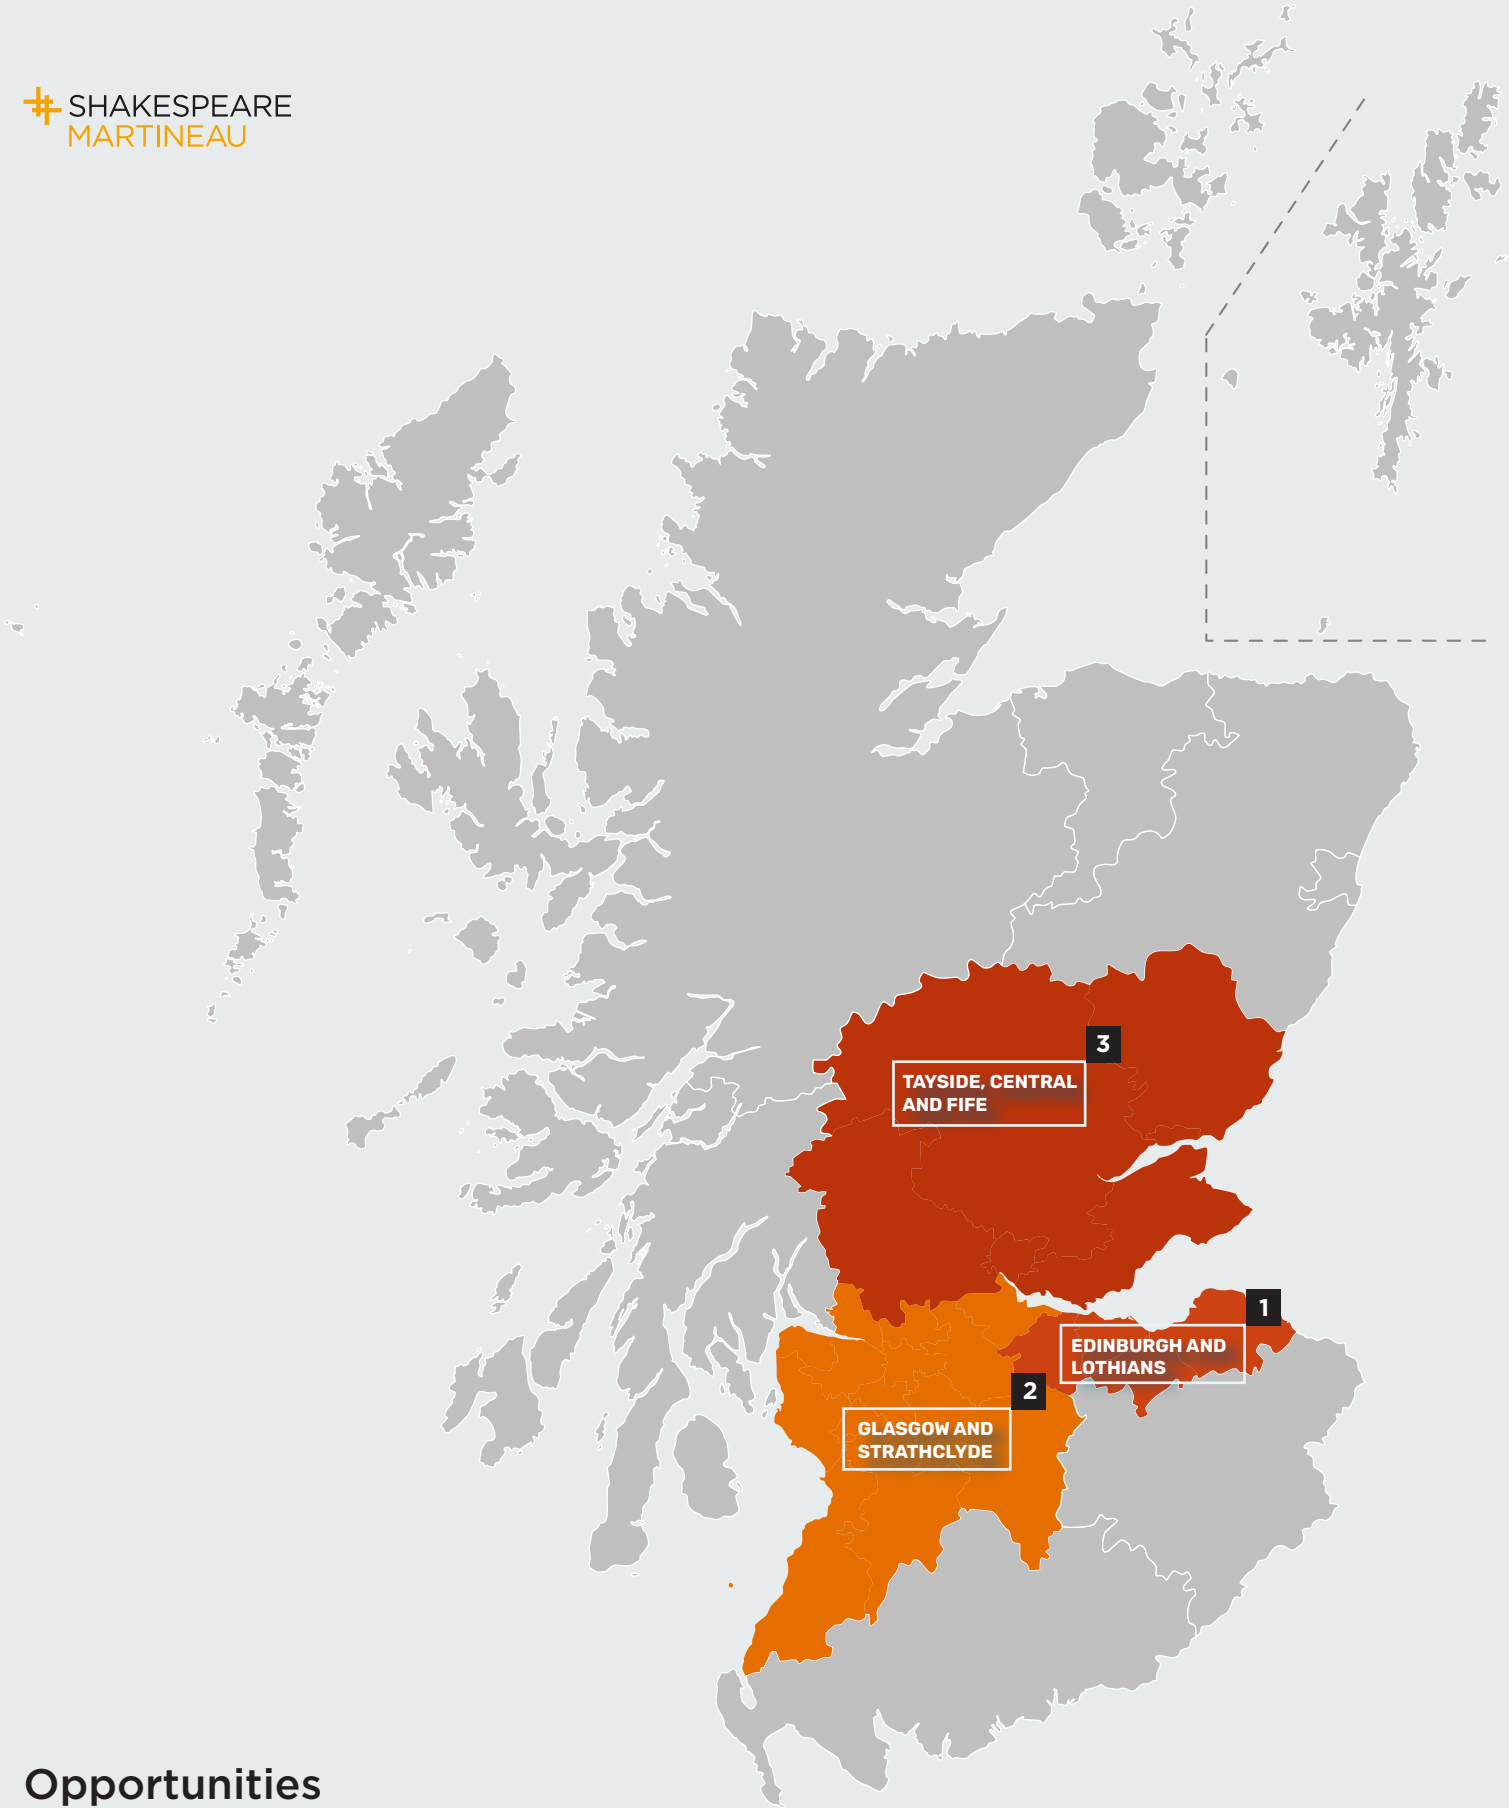 SHAKESPEARE
MARTINEAU
3
TAYSIDE, CENTRAL
AND FIFE
1
EDINBURGH AND
LOTHIANS
2
GLASGOW AND
STRATHCLYDE
Opportunities